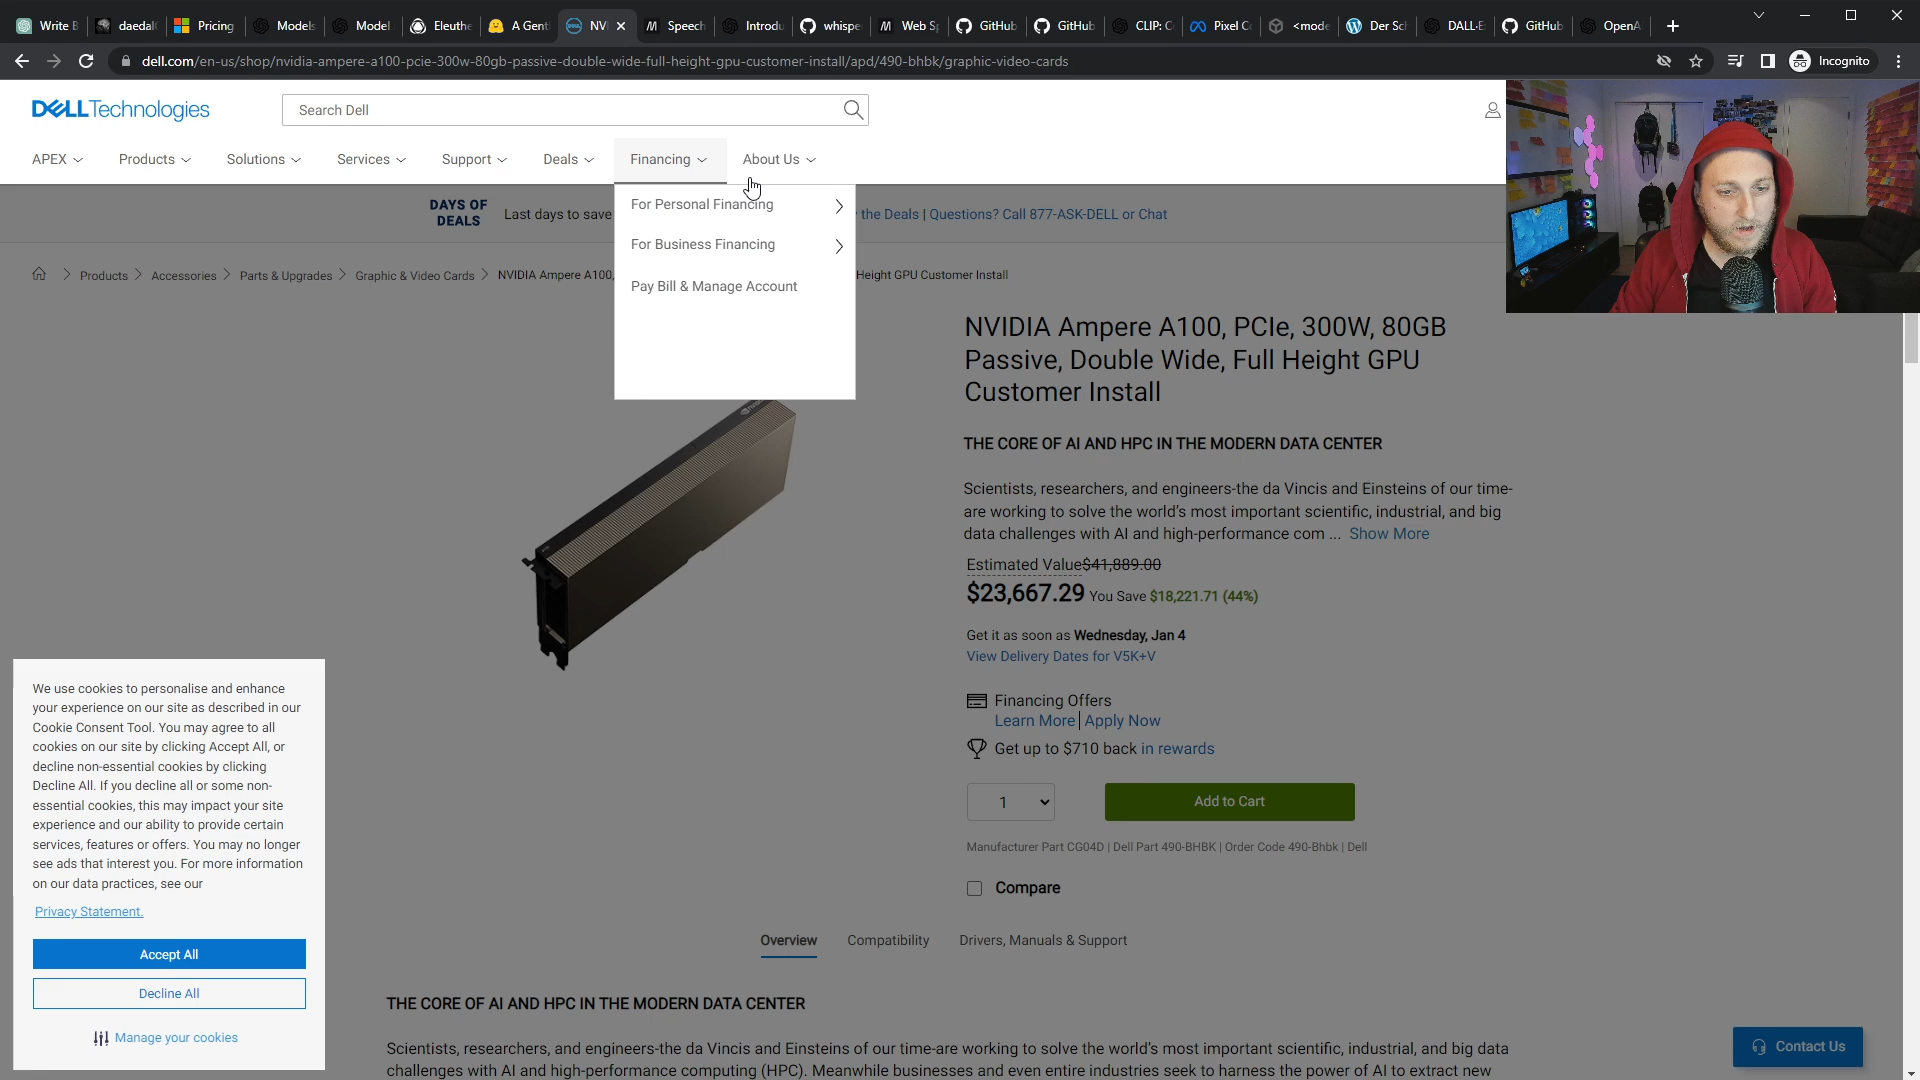 Write B
daedal
Pricing
Models
Model
Eleuthe
A Gent
NVI
Speech
Introdu
whispe
Web Sp
GitHub
GitHub
CLIP: C
Pixel Co
<mode
Der Sch
DALL·E
GitHub
OpenA
dell.com/en-us/shop/nvidia-ampere-a100-pcie-300w-80gb-passive-double-wide-full-height-gpu-customer-install/apd/490-bhbk/graphic-video-cards
Incognito
DELLTechnologies
Search Dell
APEX Products Solutions Services Support Deals Financing About Us
DAYS OF
DEALS
Last days to save
the Deals | Questions? Call 877-ASK-DELL or Chat
For Personal Financing
For Business Financing
Pay Bill & Manage Account
Products Accessories Parts & Upgrades Graphic & Video Cards NVIDIA Ampere A100,
Height GPU Customer Install
NVIDIA Ampere A100, PCIe, 300W, 80GB
Passive, Double Wide, Full Height GPU
Customer Install
THE CORE OF AI AND HPC IN THE MODERN DATA CENTER
Scientists, researchers, and engineers-the da Vincis and Einsteins of our time-
are working to solve the world's most important scientific, industrial, and big
data challenges with AI and high-performance com ... Show More
Estimated Value$41,889.00
$23,667.29 You Save $18,221.71 (44%)
Get it as soon as Wednesday, Jan 4
View Delivery Dates for V5K+V
Financing Offers
Learn More | Apply Now
Get up to $710 back in rewards
1
Add to Cart
Manufacturer Part CG04D | Dell Part 490-BHBK | Order Code 490-Bhbk | Dell
Compare
Overview Compatibility Drivers, Manuals & Support
THE CORE OF AI AND HPC IN THE MODERN DATA CENTER
Scientists, researchers, and engineers-the da Vincis and Einsteins of our time-are working to solve the world's most important scientific, industrial, and big data
challenges with AI and high-performance computing (HPC). Meanwhile businesses and even entire industries seek to harness the power of AI to extract new
We use cookies to personalise and enhance
your experience on our site as described in our
Cookie Consent Tool. You may agree to all
cookies on our site by clicking Accept All, or
decline non-essential cookies by clicking
Decline All. If you decline all or some non-
essential cookies, this may impact your site
experience and our ability to provide certain
services, features or offers. You may no longer
see ads that interest you. For more information
on our data practices, see our
Privacy Statement.
Accept All
Decline All
Manage your cookies
Contact Us